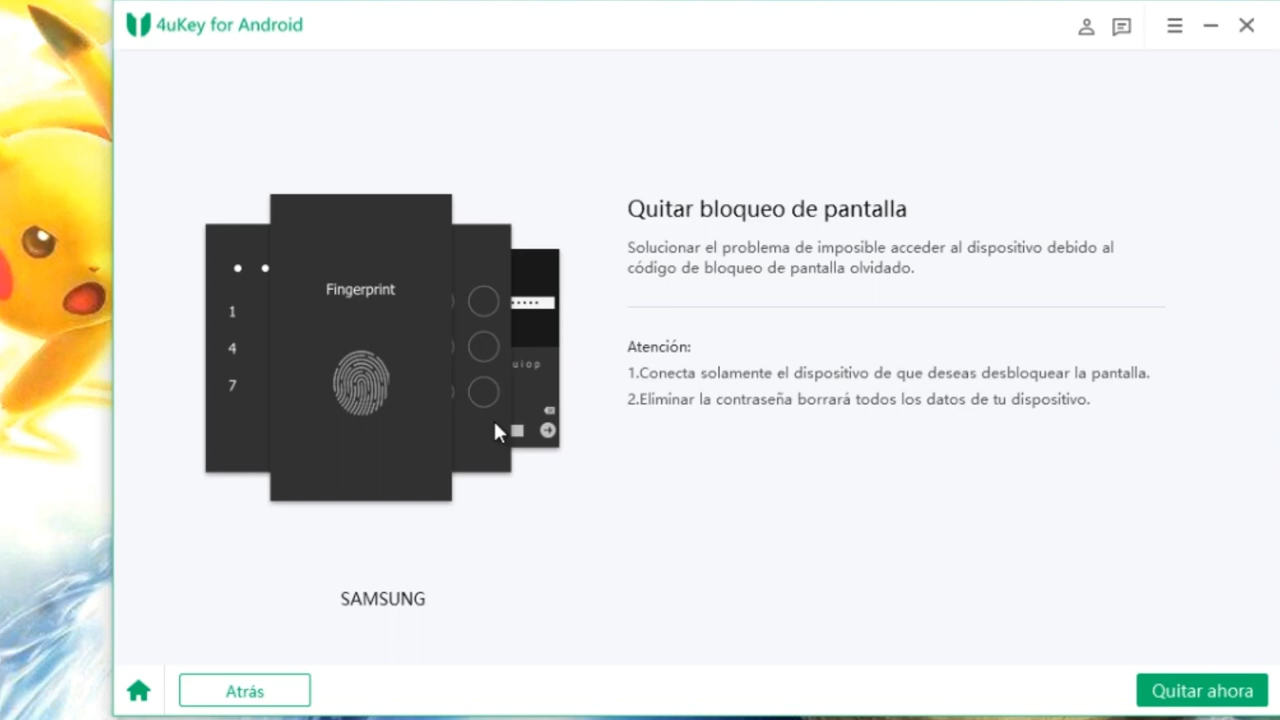 4uKey for Android
Fingerprint
1
4
7
u i o p
SAMSUNG
Quitar bloqueo de pantalla
Solucionar el problema de imposible acceder al dispositivo debido al
código de bloqueo de pantalla olvidado.
Atención:
1.Conecta solamente el dispositivo de que deseas desbloquear la pantalla.
2.Eliminar la contraseña borrará todos los datos de tu dispositivo.
Atrás
Quitar ahora